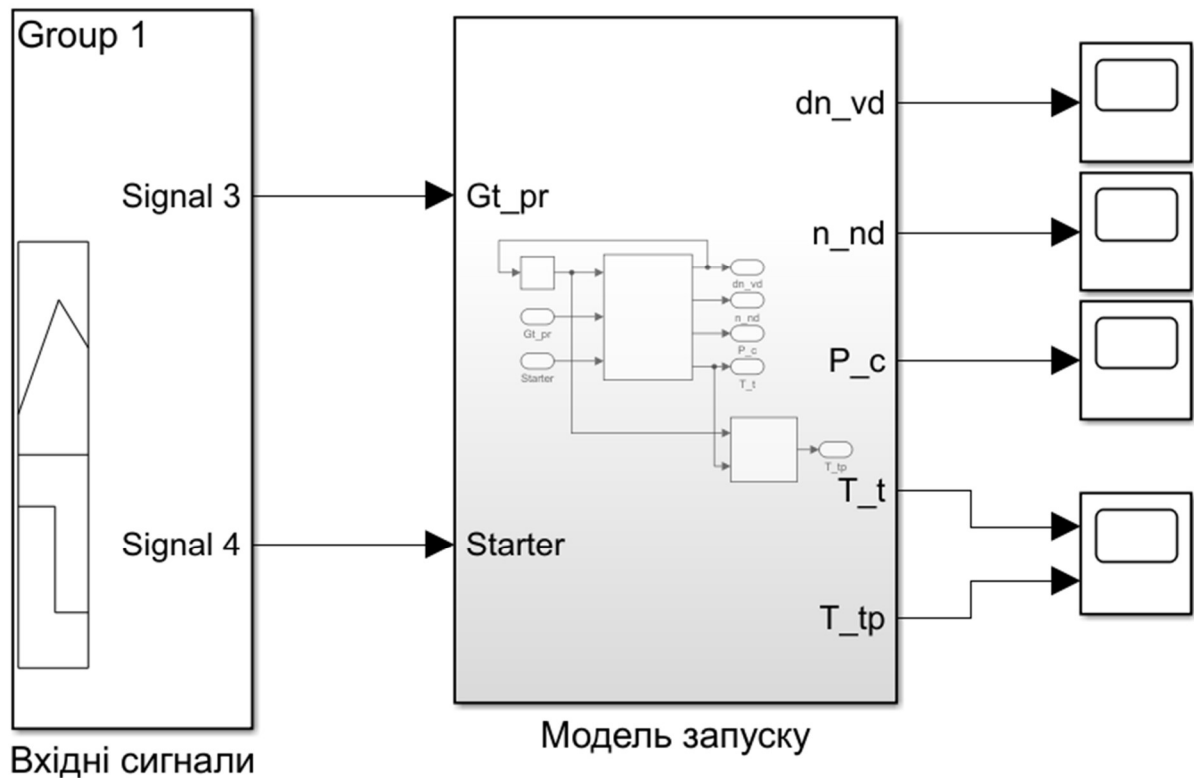 Group 1
Signal 3
Signal 4
Вхідні сигнали
Gt_pr
Starter
dn_vd
n_nd
P_c
T_t
T_tp
Gt_pr
Starter
dn_vd
n_nd
P_c
T_t
T_tp
Модель запуску